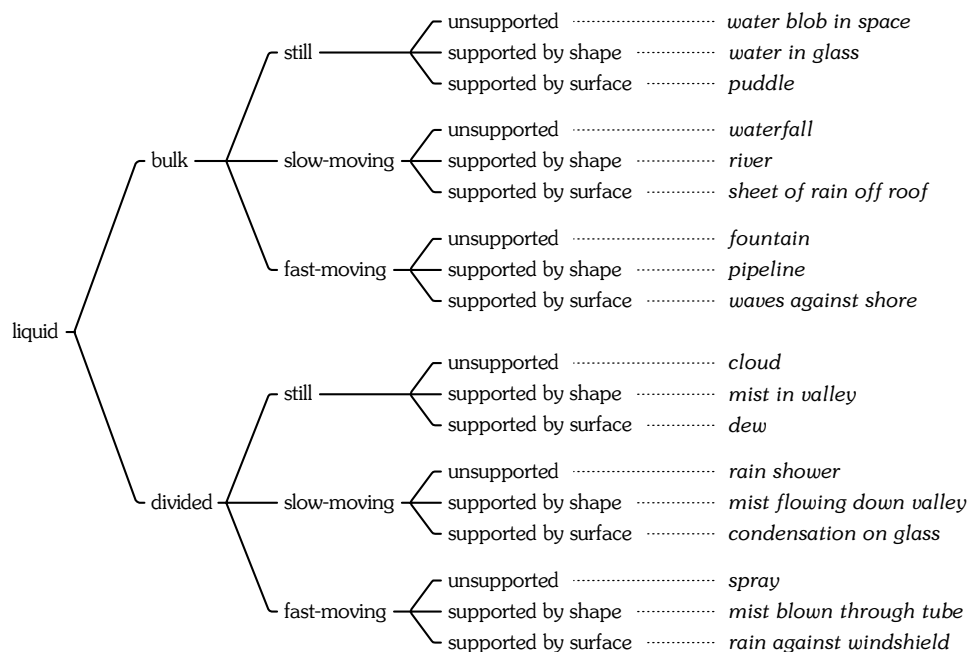 unsupported water blob in space
still supported by shape water in glass
supported by surface puddle
unsupported waterfall
bulk slow-moving supported by shape river
supported by surface sheet of rain off roof
unsupported fountain
fast-moving supported by shape pipeline
supported by surface waves against shore
liquid
unsupported cloud
still supported by shape mist in valley
supported by surface dew
unsupported rain shower
divided slow-moving supported by shape mist flowing down valley
supported by surface condensation on glass
unsupported spray
fast-moving supported by shape mist blown through tube
supported by surface rain against windshield